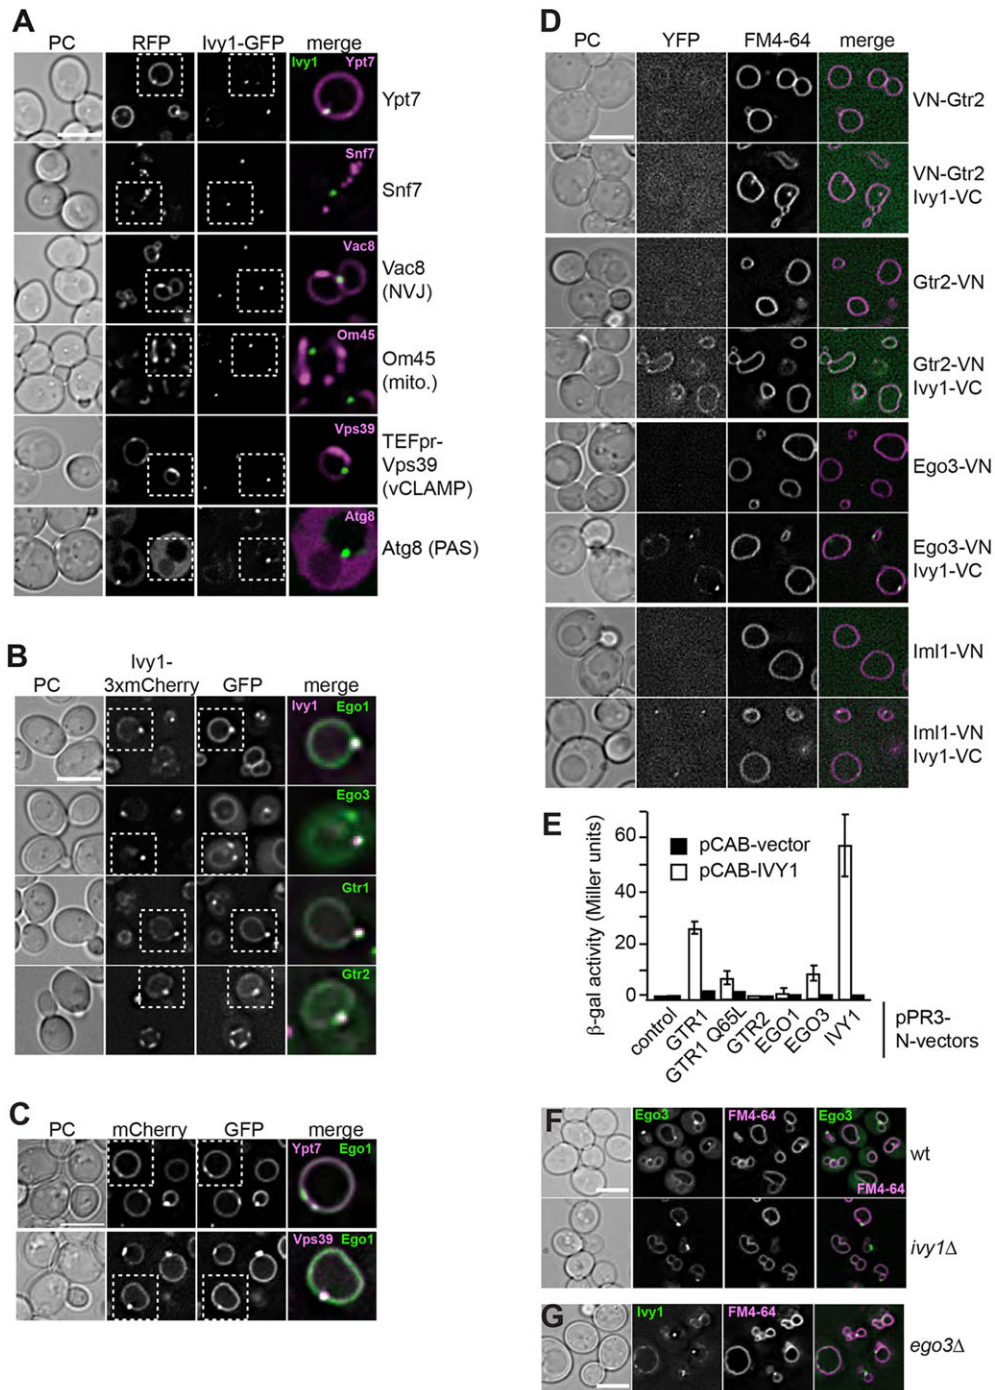 A
PC RFP Ivy1-GFP merge
Ivy1 Ypt7
Ypt7
Snf7
Snf7
Vac8
Vac8
(NVJ)
Om45
Om45
(mito.)
Vps39
TEFpr-
Vps39
(vCLAMP)
Atg8
Atg8 (PAS)
B
PC Ivy1-
3xmCherry GFP merge
Ivy1 Ego1
Ego3
Gtr1
Gtr2
C
PC mCherry GFP merge
Ypt7 Ego1
Vps39 Ego1
D
PC YFP FM4-64 merge
VN-Gtr2
VN-Gtr2
Ivy1-VC
Gtr2-VN
Gtr2-VN
Ivy1-VC
Ego3-VN
Ego3-VN
Ivy1-VC
Iml1-VN
Iml1-VN
Ivy1-VC
E
β-gal activity (Miller units)
60
40
20
0
pCAB-vector
pCAB-IVY1
control
GTR1
GTR1 Q65L
GTR2
EGO1
EGO3
IVY1
pPR3-
N-vectors
F
Ego3 FM4-64 Ego3
FM4-64
wt
ivy1Δ
G
Ivy1 FM4-64
ego3Δ